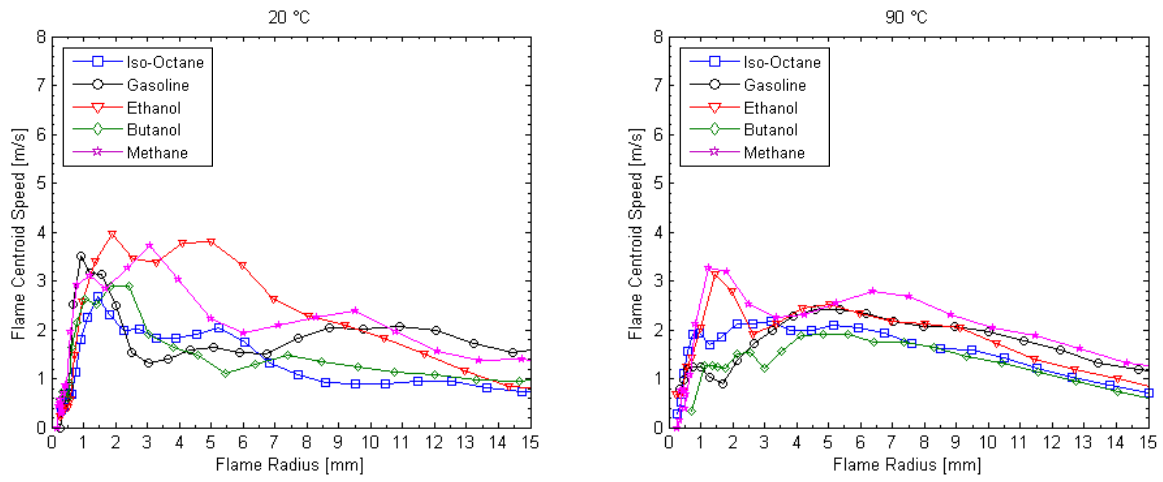 20 °C
8
7
6
5
4
3
2
1
0
Flame Centroid Speed [m/s]
Iso-Octane
Gasoline
Ethanol
Butanol
Methane
0 1 2 3 4 5 6 7 8 9 10 11 12 13 14 15
Flame Radius [mm]
90 °C
8
7
6
5
4
3
2
1
0
Flame Centroid Speed [m/s]
Iso-Octane
Gasoline
Ethanol
Butanol
Methane
0 1 2 3 4 5 6 7 8 9 10 11 12 13 14 15
Flame Radius [mm]